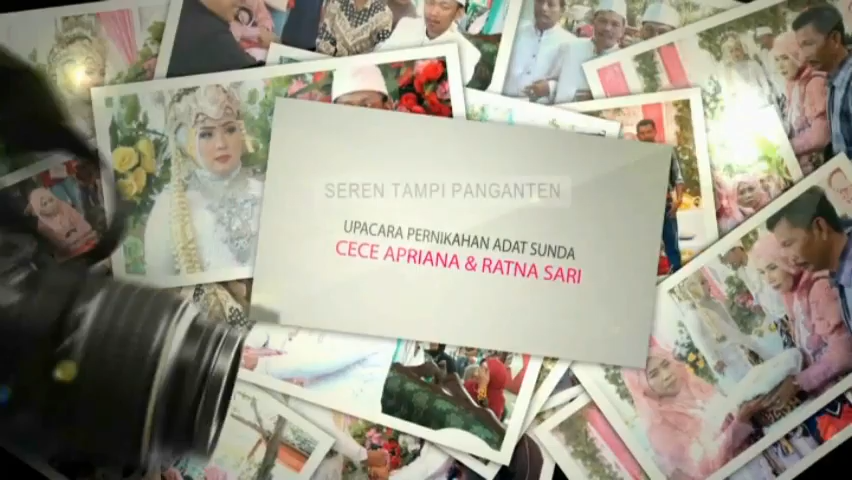 SEREN TAMPI PANGANTEN
UPACARA PERNIKAHAN ADAT SUNDA
CECE APRIANA & RATNA SARI